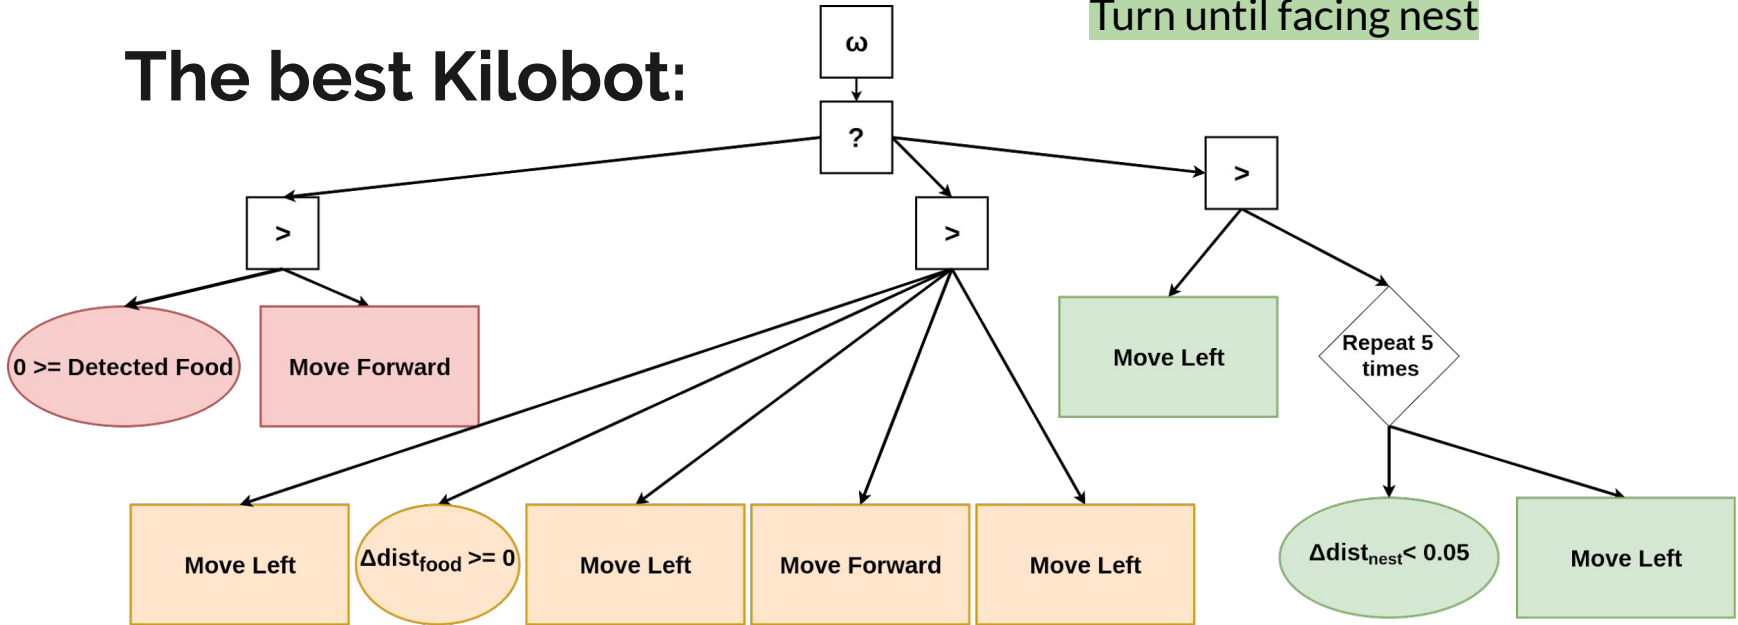 Turn until facing nest
The best Kilobot:
ω
?
>
>
>
0 >= Detected Food
Move Forward
Move Left
Repeat 5
times
Move Left
Δdistfood >= 0
Move Left
Move Forward
Move Left
Δdistnest< 0.05
Move Left